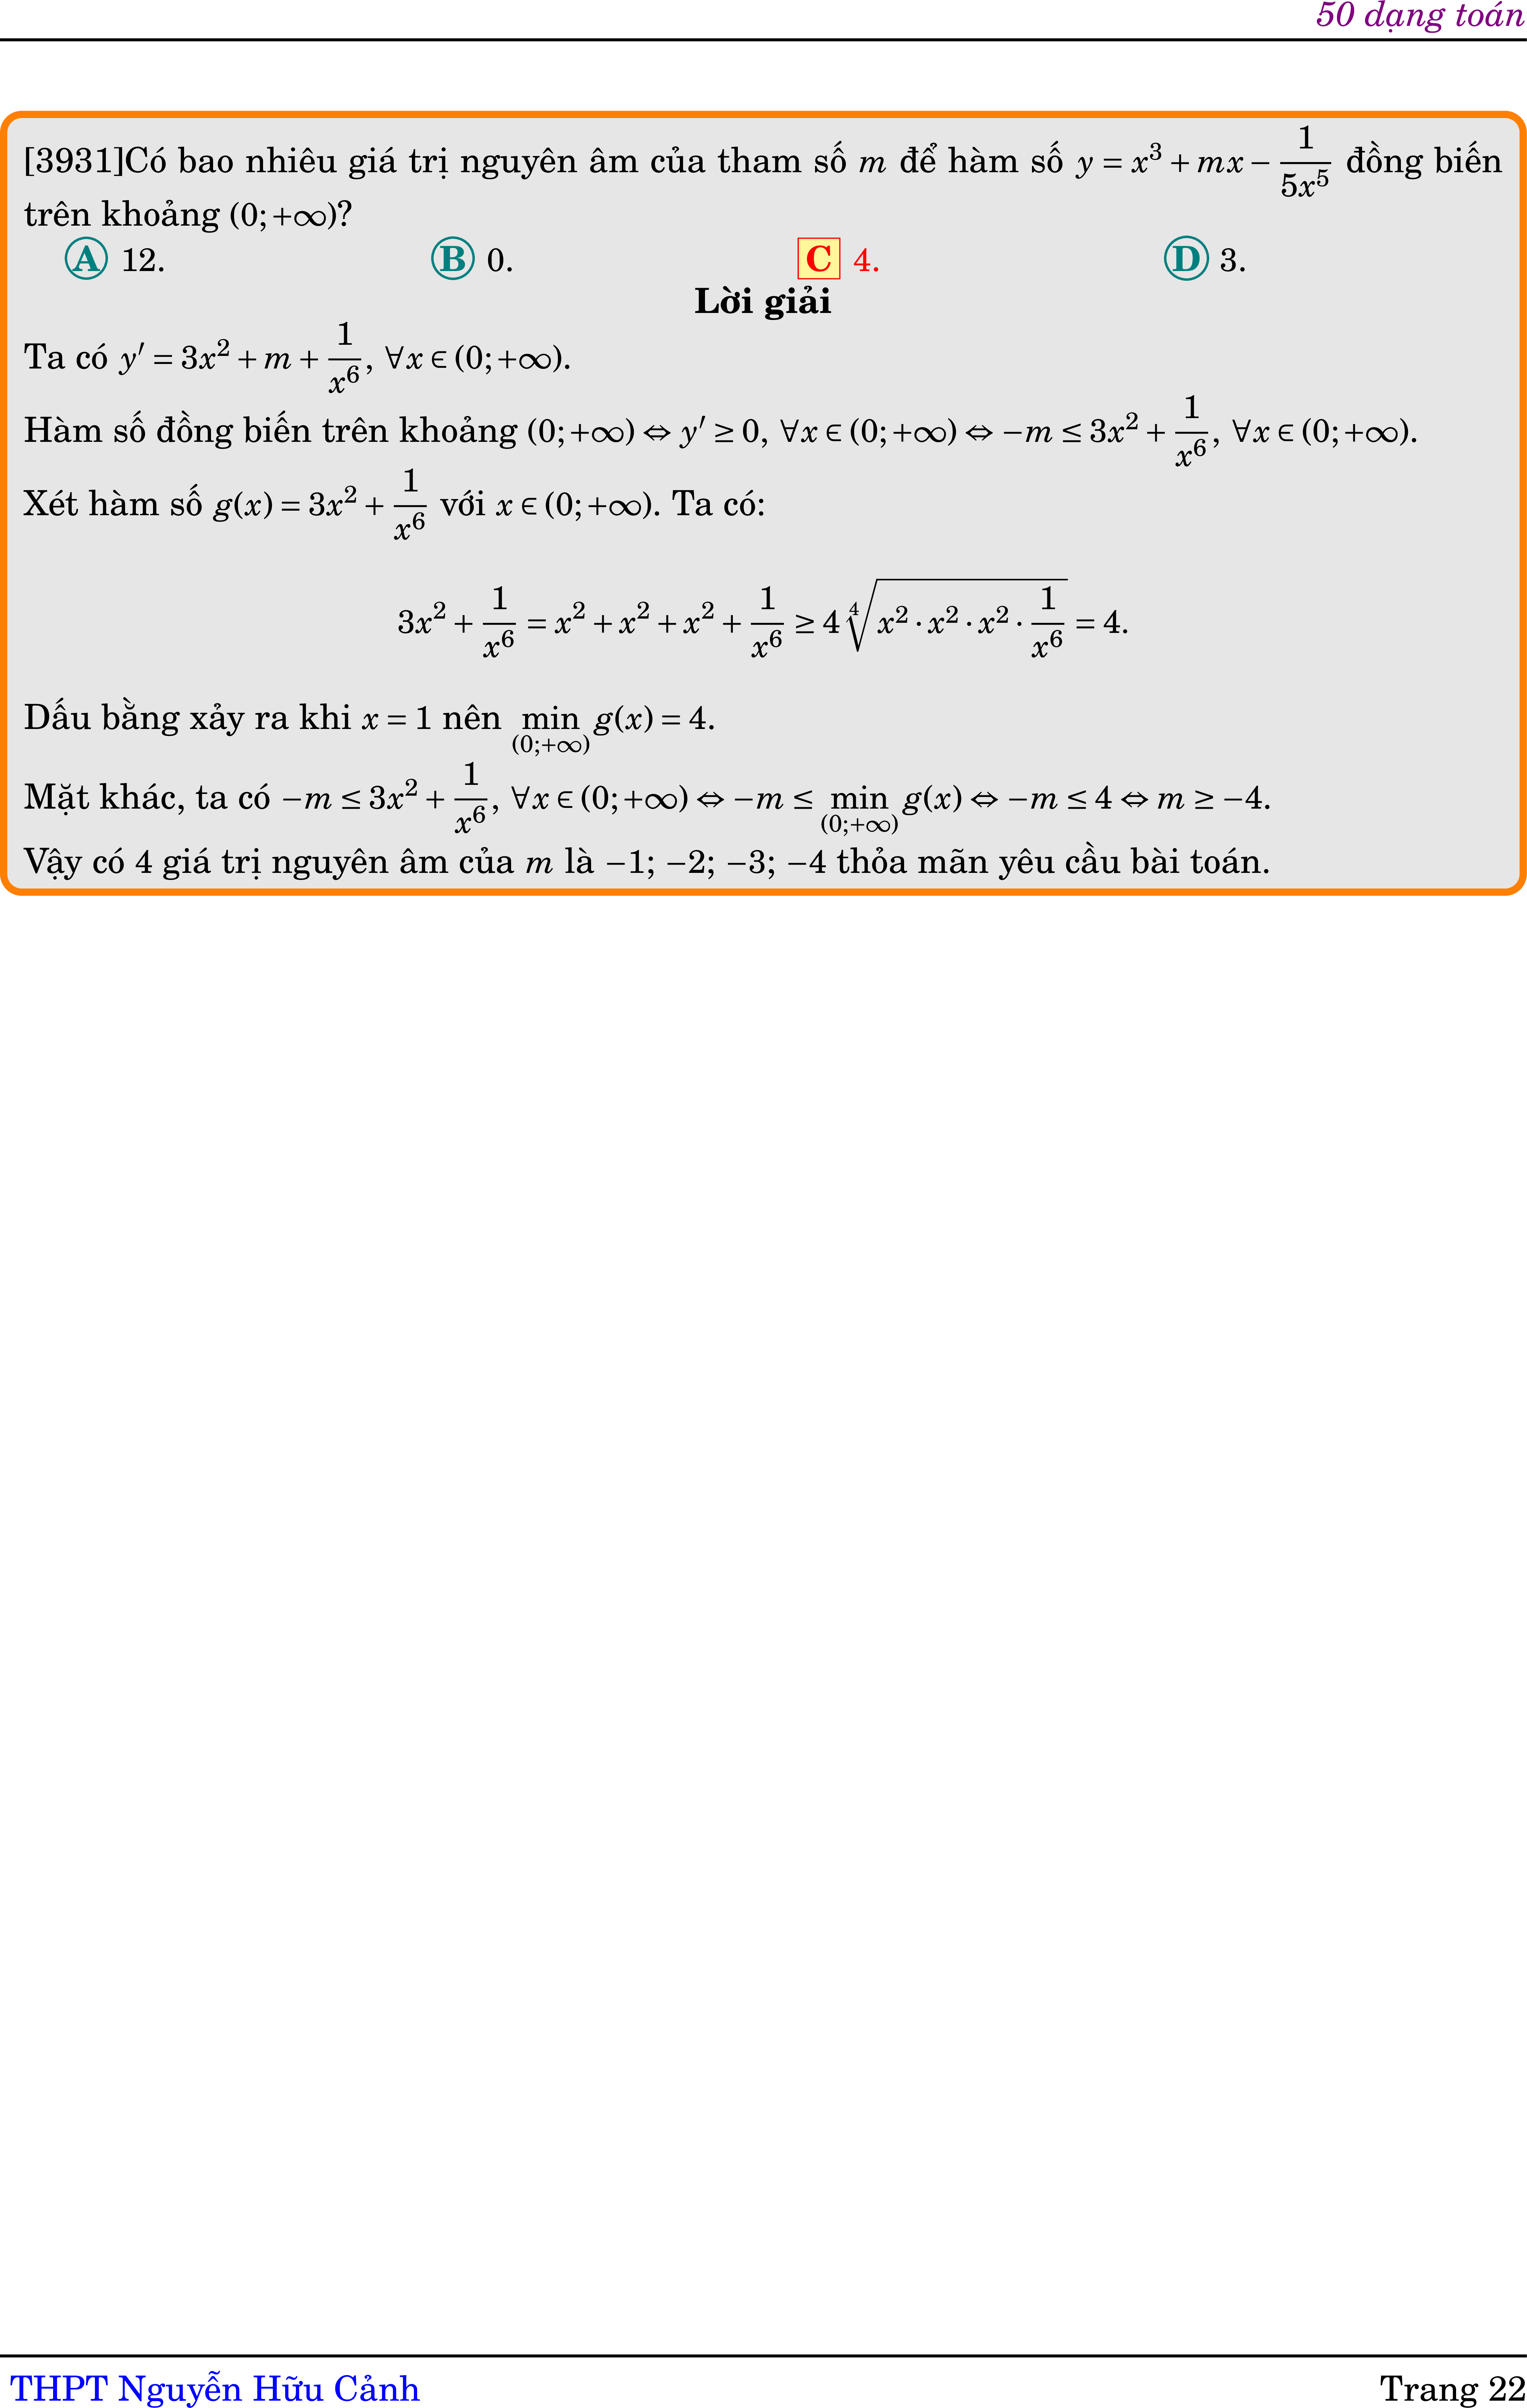 50 dạng toán
[3931]Có bao nhiêu giá trị nguyên âm của tham số $m$ để hàm số $y = x^3 + mx - \dfrac{1}{5x^5}$ đồng biến
trên khoảng $(0;+\infty)$?
A 12. B 0. C 4. D 3.
Lời giải
Ta có $y' = 3x^2 + m + \dfrac{1}{x^6}$, $\forall x \in (0;+\infty)$.
Hàm số đồng biến trên khoảng $(0;+\infty) \Leftrightarrow y' \geq 0, \forall x \in (0;+\infty) \Leftrightarrow -m \leq 3x^2 + \dfrac{1}{x^6}, \forall x \in (0;+\infty)$.
Xét hàm số $g(x) = 3x^2 + \dfrac{1}{x^6}$ với $x \in (0;+\infty)$. Ta có:
$3x^2 + \dfrac{1}{x^6} = x^2 + x^2 + x^2 + \dfrac{1}{x^6} \geq 4\sqrt[4]{x^2 \cdot x^2 \cdot x^2 \cdot \dfrac{1}{x^6}} = 4.$
Dấu bằng xảy ra khi $x = 1$ nên $\min\limits_{(0;+\infty)} g(x) = 4$.
Mặt khác, ta có $-m \leq 3x^2 + \dfrac{1}{x^6}, \forall x \in (0;+\infty) \Leftrightarrow -m \leq \min\limits_{(0;+\infty)} g(x) \Leftrightarrow -m \leq 4 \Leftrightarrow m \geq -4$.
Vậy có 4 giá trị nguyên âm của $m$ là −1; −2; −3; −4 thỏa mãn yêu cầu bài toán.
THPT Nguyễn Hữu Cảnh Trang 22